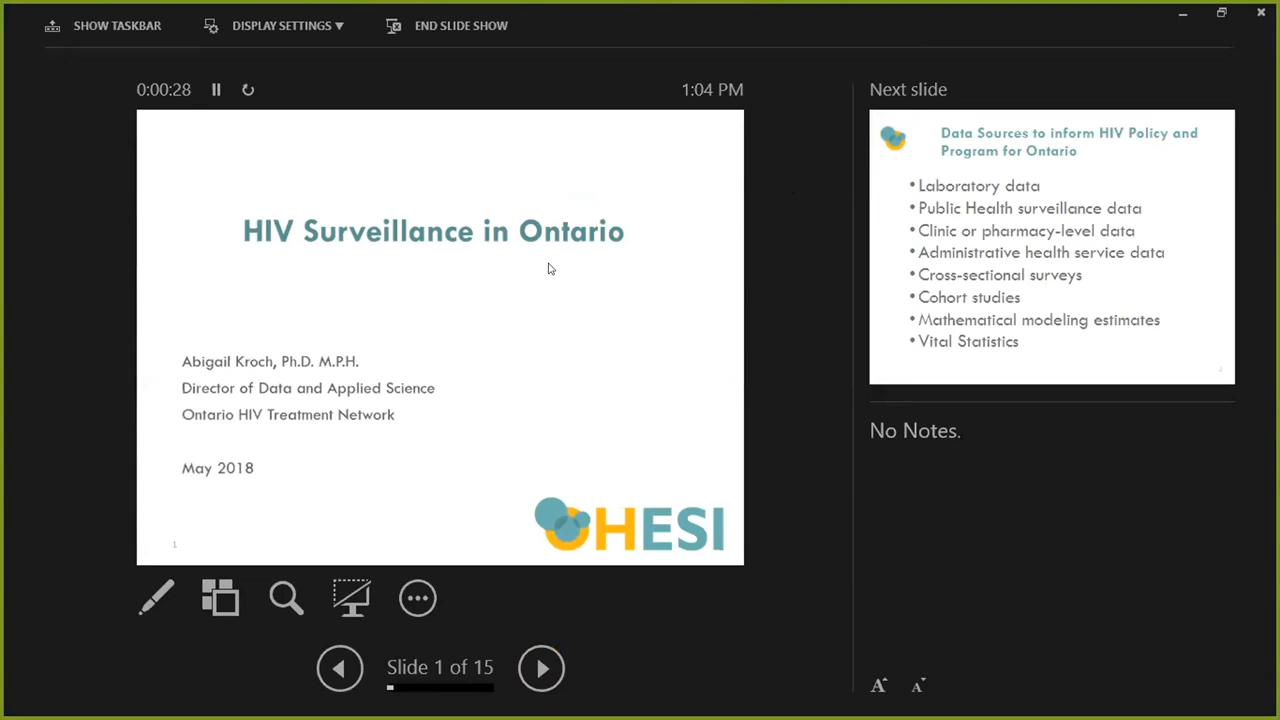 SHOW TASKBAR
DISPLAY SETTINGS ▼
END SLIDE SHOW
0:00:28
1:04 PM
HIV Surveillance in Ontario
Abigail Kroch, Ph.D. M.P.H.
Director of Data and Applied Science
Ontario HIV Treatment Network
May 2018
OHESI
1
Slide 1 of 15
Next slide
Data Sources to inform HIV Policy and
Program for Ontario
•Laboratory data
•Public Health surveillance data
•Clinic or pharmacy-level data
•Administrative health service data
•Cross-sectional surveys
•Cohort studies
•Mathematical modeling estimates
•Vital Statistics
2
No Notes.
A A